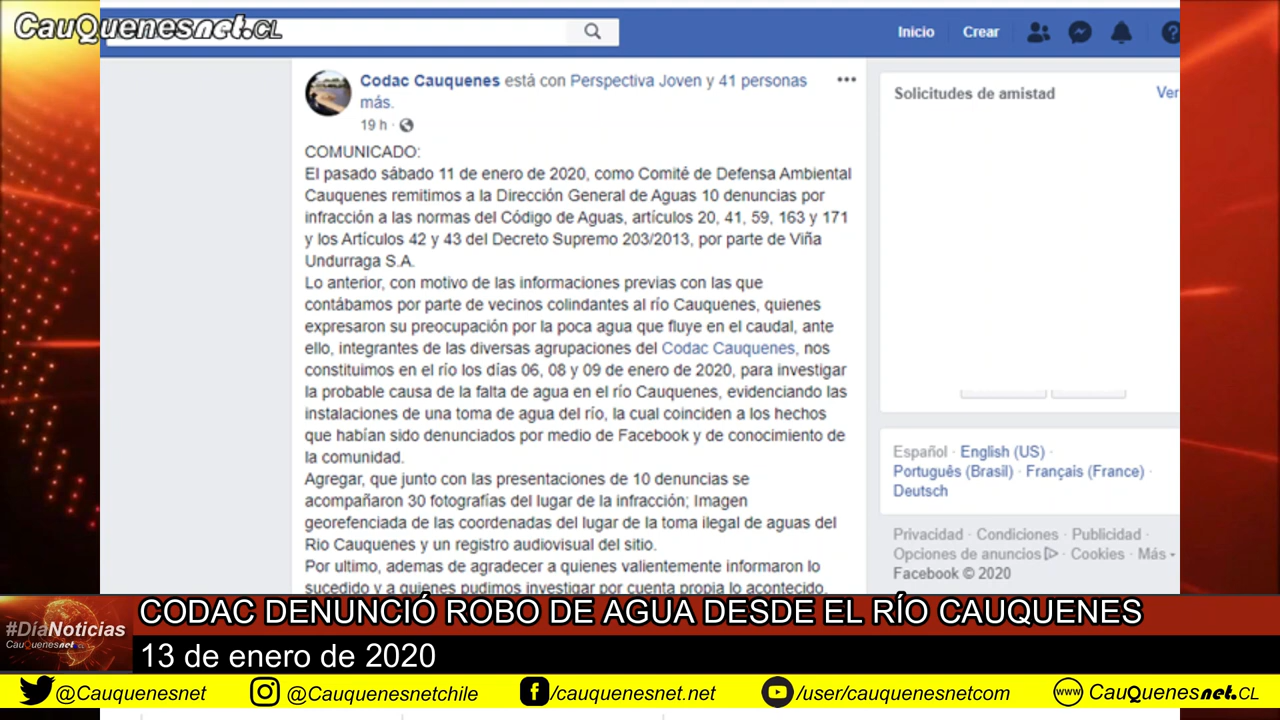 CauQuenesnet.CL
Inicio
Crear
Codac Cauquenes está con Perspectiva Joven y 41 personas
más.
19 h ·
COMUNICADO:
El pasado sábado 11 de enero de 2020, como Comité de Defensa Ambiental
Cauquenes remitimos a la Dirección General de Aguas 10 denuncias por
infracción a las normas del Código de Aguas, artículos 20, 41, 59, 163 y 171
y los Artículos 42 y 43 del Decreto Supremo 203/2013, por parte de Viña
Undurraga S.A.
Lo anterior, con motivo de las informaciones previas con las que
contábamos por parte de vecinos colindantes al río Cauquenes, quienes
expresaron su preocupación por la poca agua que fluye en el caudal, ante
ello, integrantes de las diversas agrupaciones del Codac Cauquenes, nos
constituimos en el río los días 06, 08 y 09 de enero de 2020, para investigar
la probable causa de la falta de agua en el río Cauquenes, evidenciando las
instalaciones de una toma de agua del río, la cual coinciden a los hechos
que habían sido denunciados por medio de Facebook y de conocimiento de
la comunidad.
Agregar, que junto con las presentaciones de 10 denuncias se
acompañaron 30 fotografías del lugar de la infracción; Imagen
georefenciada de las coordenadas del lugar de la toma ilegal de aguas del
Rio Cauquenes y un registro audiovisual del sitio.
Por ultimo, ademas de agradecer a quienes valientemente informaron lo
sucedido y a quienes pudimos investigar por cuenta propia lo acontecido,
Solicitudes de amistad
Ver
Español · English (US) ·
Português (Brasil) · Français (France) ·
Deutsch
Privacidad · Condiciones · Publicidad ·
Opciones de anuncios · Cookies · Más
Facebook © 2020
#DíaNoticias
CauQuenesnet.cl
CODAC DENUNCIÓ ROBO DE AGUA DESDE EL RÍO CAUQUENES
13 de enero de 2020
@Cauquenesnet
@Cauquenesnetchile
/cauquenes.net
/user/cauquenesnetcom
www CauQuenesnet.CL